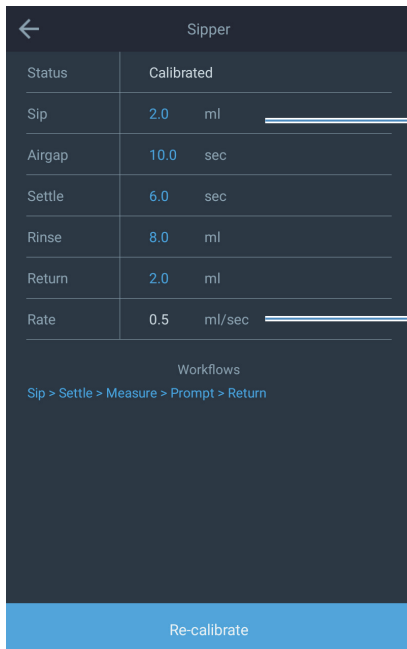 Sipper
Status Calibrated
Sip 2.0 ml
Airgap 10.0 sec
Settle 6.0 sec
Rinse 8.0 ml
Return 2.0 ml
Rate 0.5 ml/sec
Workflows
Sip > Settle > Measure > Prompt > Return
Re-calibrate